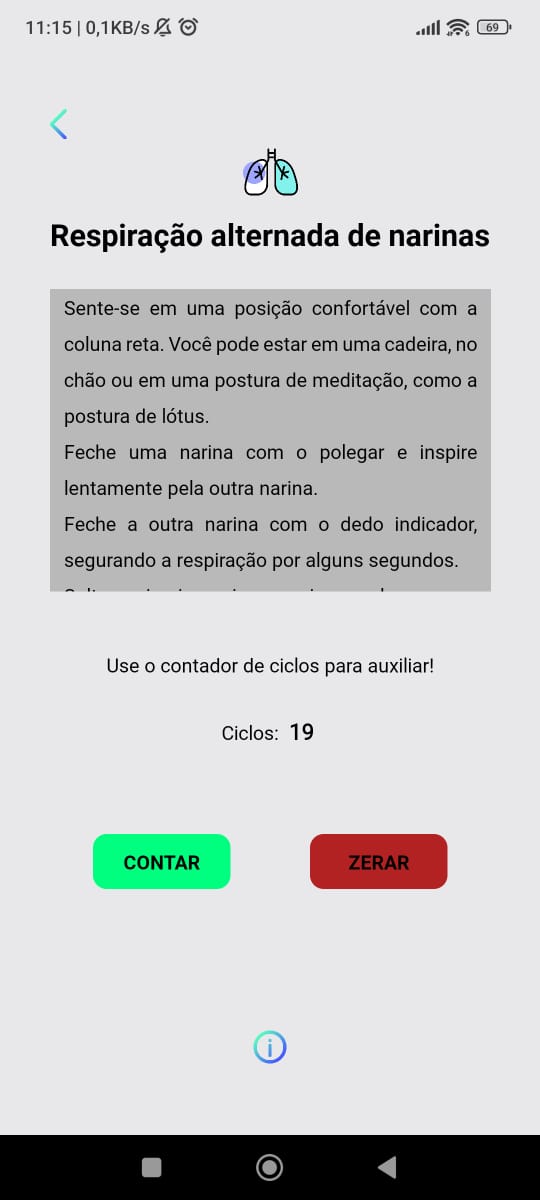 11:15 | 0,1KB/s
69
Respiração alternada de narinas
Sente-se em uma posição confortável com a
coluna reta. Você pode estar em uma cadeira, no
chão ou em uma postura de meditação, como a
postura de lótus.
Feche uma narina com o polegar e inspire
lentamente pela outra narina.
Feche a outra narina com o dedo indicador,
segurando a respiração por alguns segundos.
Use o contador de ciclos para auxiliar!
Ciclos: 19
CONTAR
ZERAR